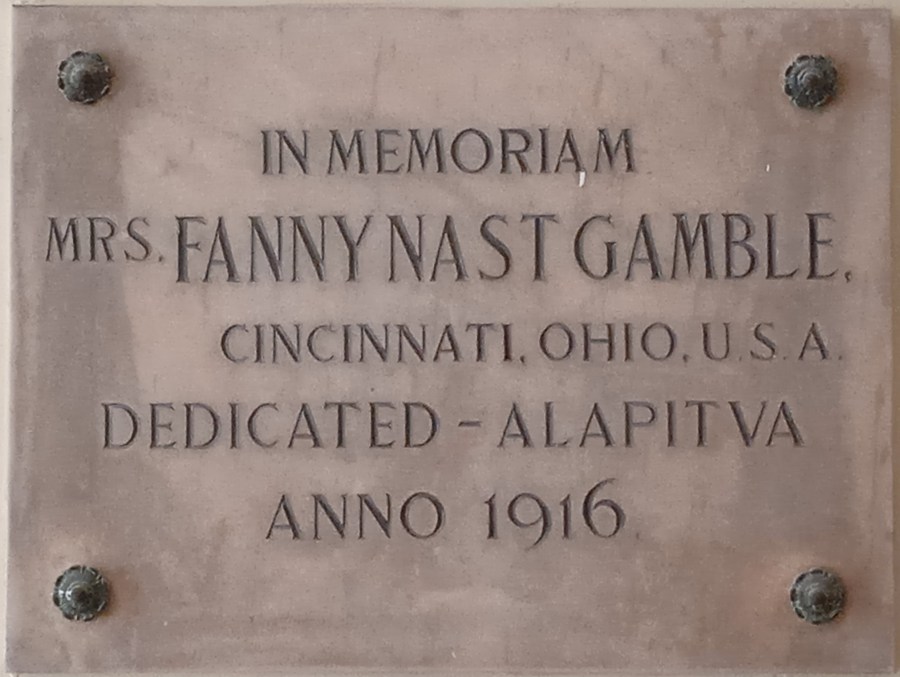 IN MEMORIAM
MRS. FANNY NAST GAMBLE,
CINCINNATI, OHIO, U.S.A.
DEDICATED - ALAPITVA
ANNO 1916.